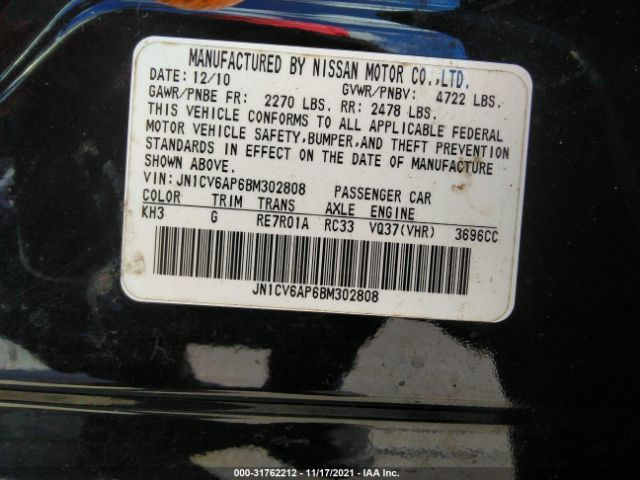 MANUFACTURED BY NISSAN MOTOR CO.,LTD.
DATE: 12/10 GVWR/PNBV: 4722 LBS.
GAWR/PNBE FR: 2270 LBS. RR: 2478 LBS.
THIS VEHICLE CONFORMS TO ALL APPLICABLE FEDERAL
MOTOR VEHICLE SAFETY,BUMPER,AND THEFT PREVENTION
STANDARDS IN EFFECT ON THE DATE OF MANUFACTURE
SHOWN ABOVE.
VIN: JN1CV6AP6BM302808 PASSENGER CAR
COLOR TRIM TRANS AXLE ENGINE
KH3 G RE7R01A RC33 VQ37(VHR) 3696CC
JN1CV6AP6BM302808
000-31762212 - 11/17/2021 - IAA Inc.